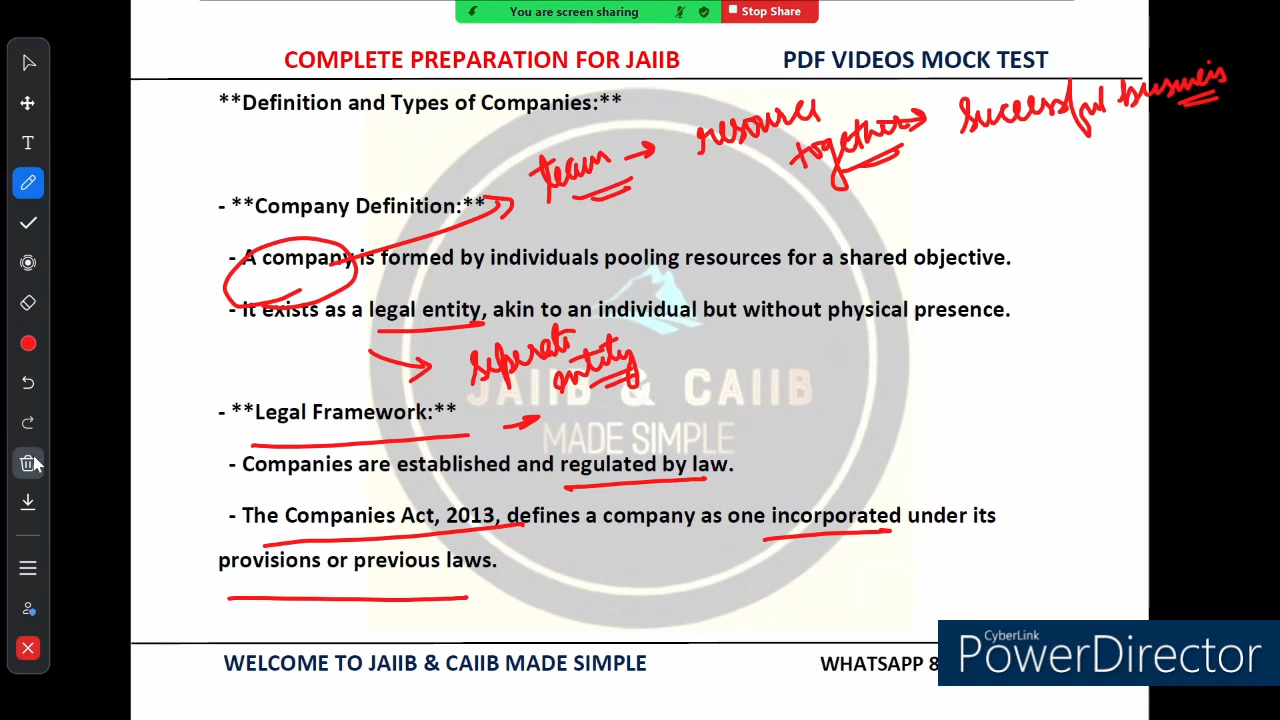 You are screen sharing
Stop Share
COMPLETE PREPARATION FOR JAIIB PDF VIDEOS MOCK TEST
**Definition and Types of Companies:**
team → resource together → successful business
- **Company Definition:**
- A company is formed by individuals pooling resources for a shared objective.
- It exists as a legal entity, akin to an individual but without physical presence.
seperate entity
JAIIB & CAIIB
MADE SIMPLE
- **Legal Framework:**
- Companies are established and regulated by law.
- The Companies Act, 2013, defines a company as one incorporated under its
provisions or previous laws.
WELCOME TO JAIIB & CAIIB MADE SIMPLE WHATSAPP 8
CyberLink
PowerDirector